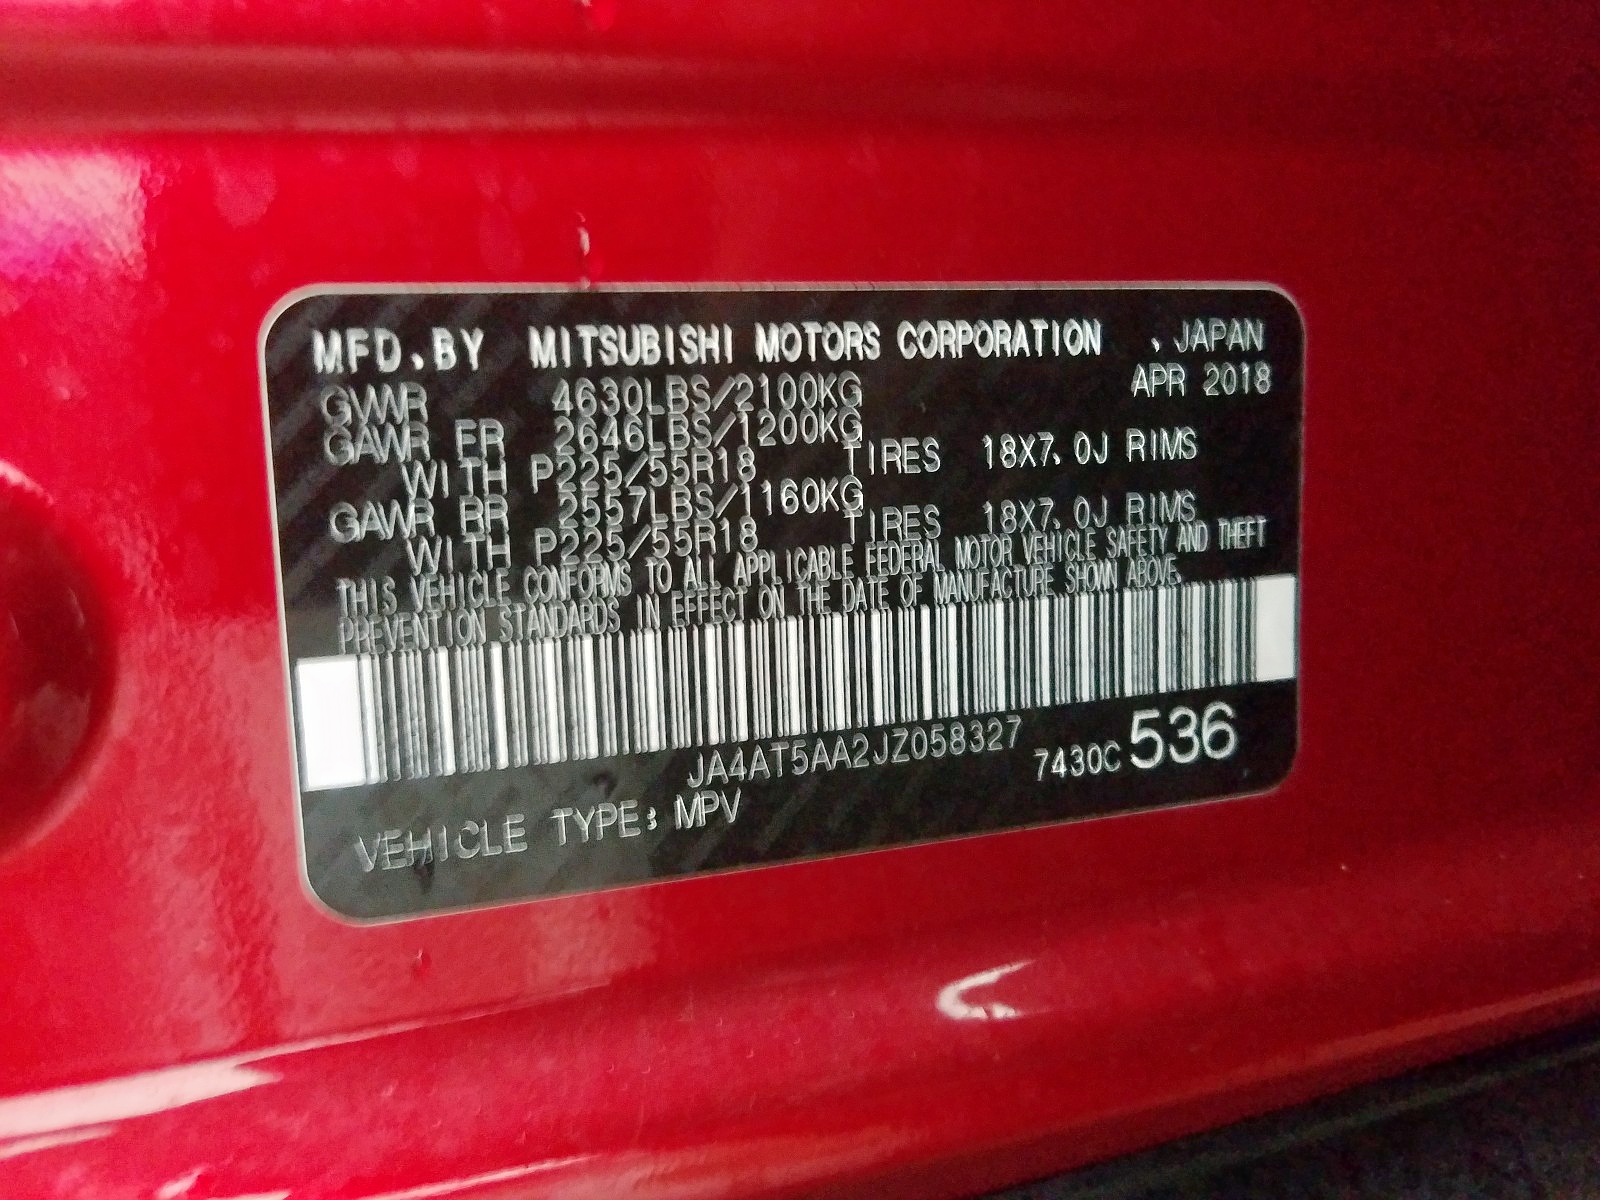 MFD.BY MITSUBISHI MOTORS CORPORATION , JAPAN
APR 2018
GVWR 4630LBS/2100KG
GAWR FR 2646LBS/1200KG
WITH P225/55R18 TIRES 18X7.0J RIMS
GAWR RR 2557LBS/1160KG
WITH P225/55R18 TIRES 18X7.0J RIMS
THIS VEHICLE CONFORMS TO ALL APPLICABLE FEDERAL MOTOR VEHICLE SAFETY AND THEFT
PREVENTION STANDARDS IN EFFECT ON THE DATE OF MANUFACTURE SHOWN ABOVE.
JA4AT5AA2JZ058327 7430C 536
VEHICLE TYPE: MPV